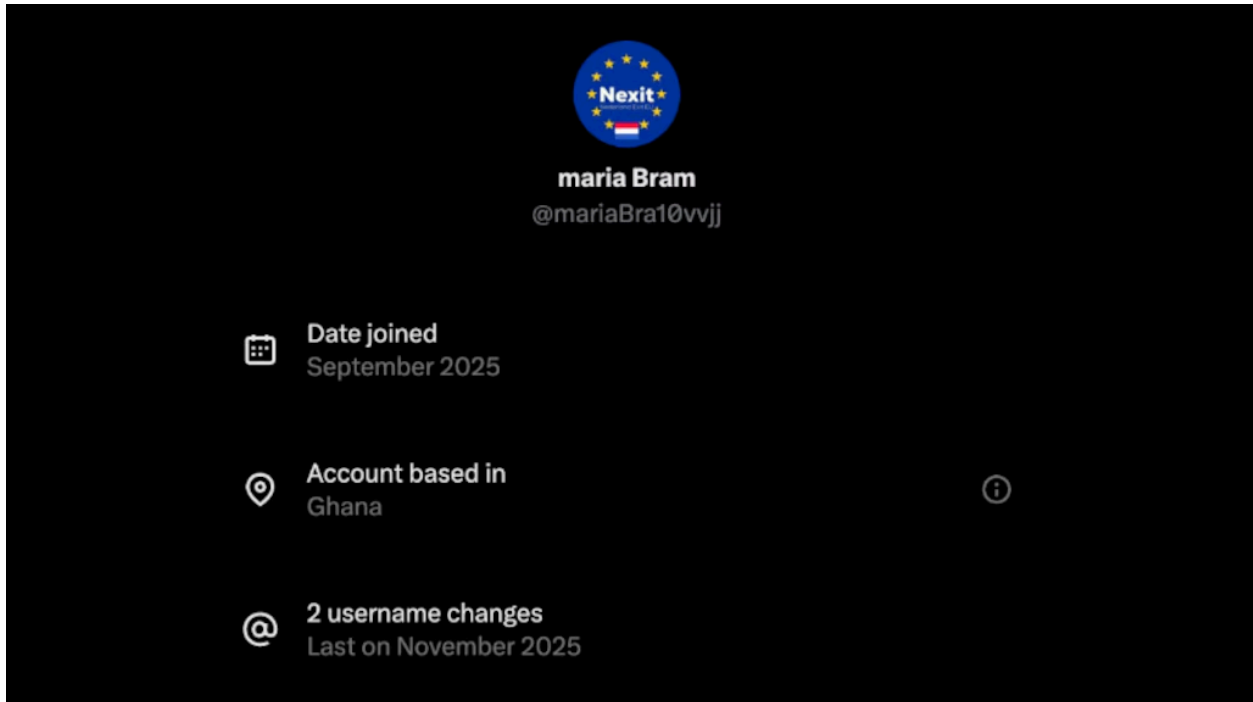 Nexit
maria Bram
@mariaBra10vvjj
Date joined
September 2025
Account based in
Ghana
2 username changes
Last on November 2025